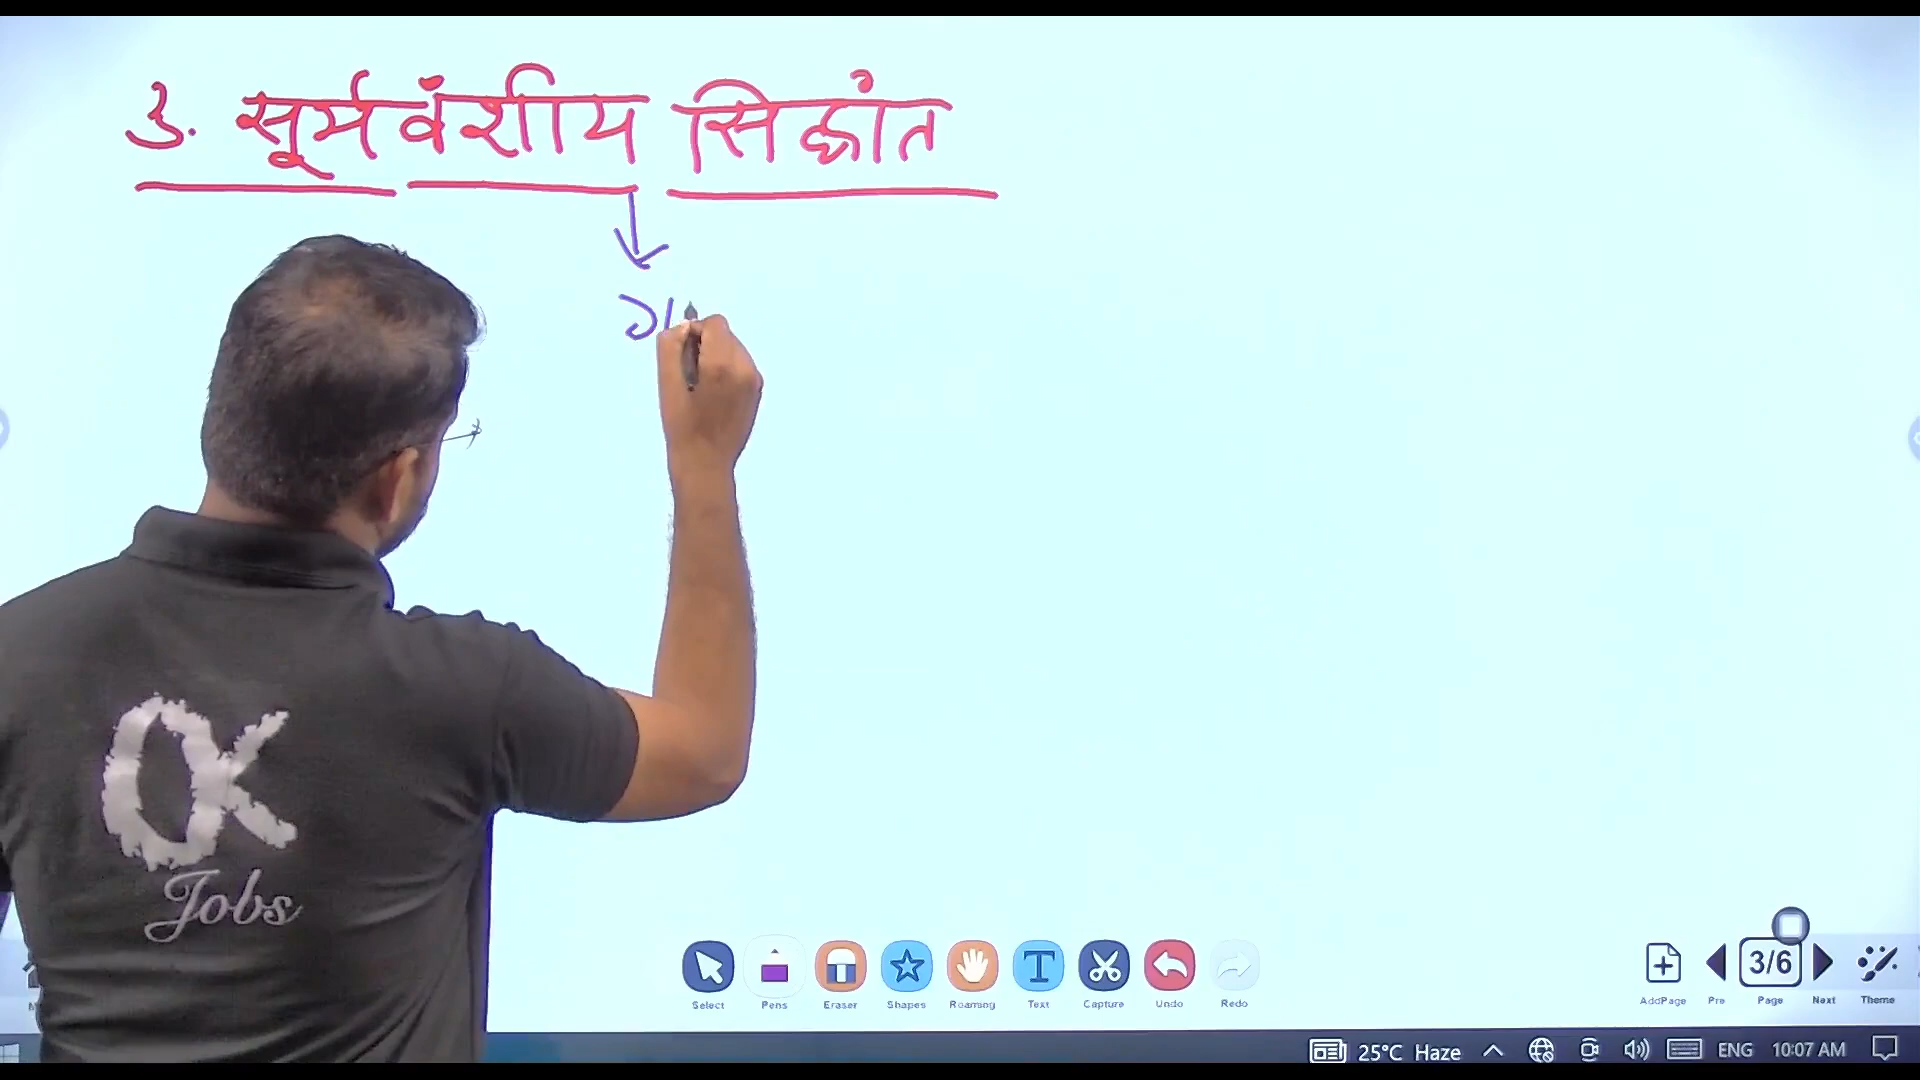 3. सूर्यवंशीय सिद्धांत
OK
Jobs
Select
Pens
Eraser
Shapes
Roaming
Text
Capture
Undo
Redo
AddPage
Pre
3/6
Page
Next
Theme
25°C Haze
ENG
10:07 AM